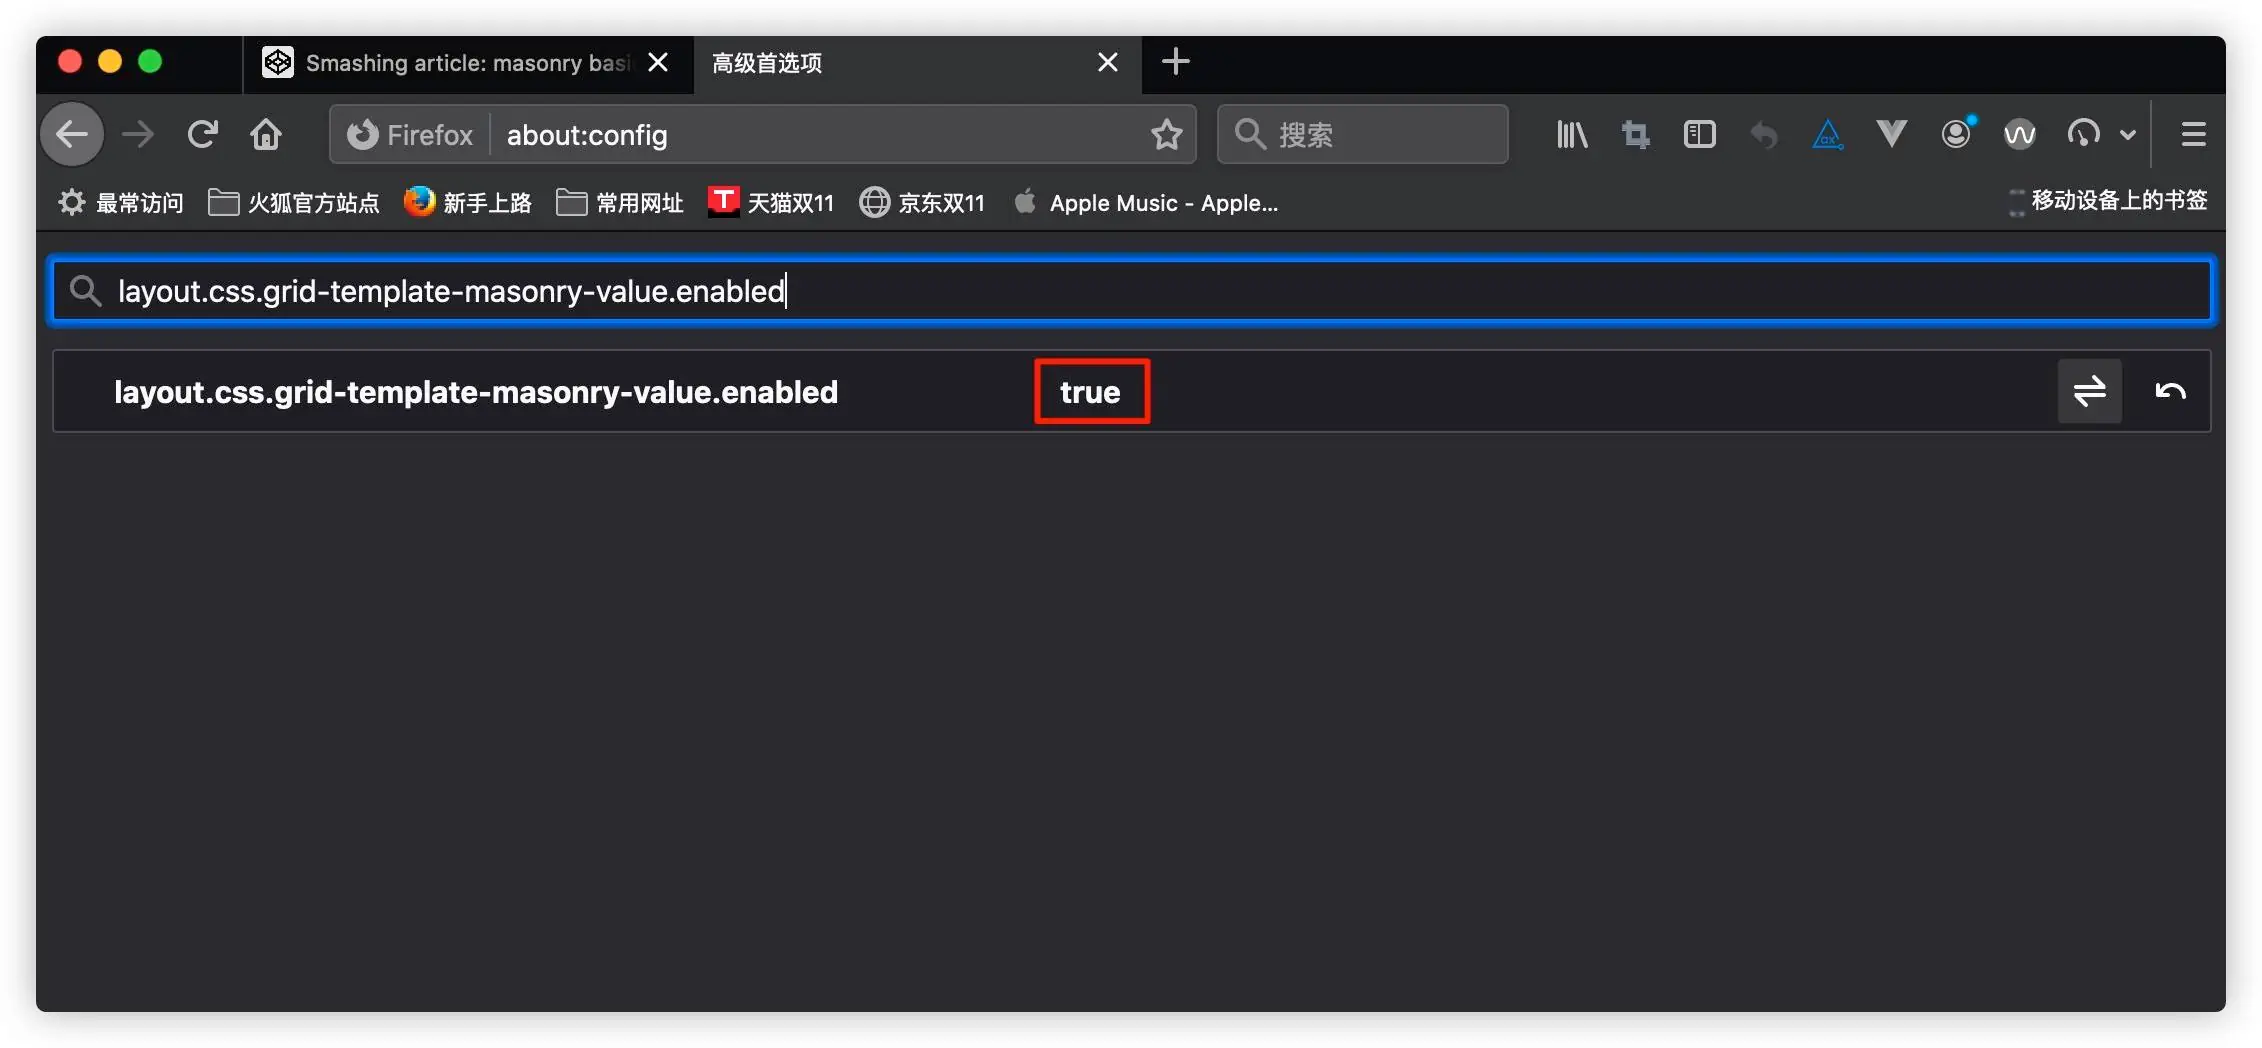 Smashing article: masonry basi
高级首选项
Firefox about:config
搜索
最常访问 火狐官方站点 新手上路 常用网址 天猫双11 京东双11 Apple Music - Apple... 移动设备上的书签
layout.css.grid-template-masonry-value.enabled
layout.css.grid-template-masonry-value.enabled true